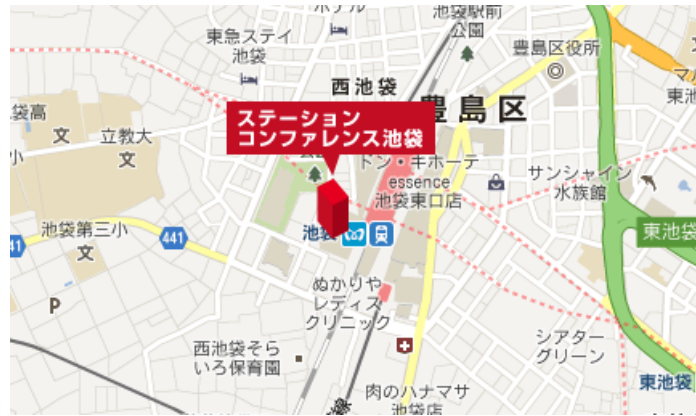 ホテル
池袋駅前
公園
東急ステイ
池袋
豊島区役所
マル
東池
西池袋
豊島区
ステーション
コンファレンス池袋
袋高
文
立教大
文
小
公園
ドン・キホーテ
essence
池袋東口店
サンシャイン
水族館
池袋第三小
文
441
441
池袋
東池袋
ぬかりや
レディス
クリニック
P
西池袋そら
いろ保育園
シアター
グリーン
東池袋
肉のハナマサ
池袋店